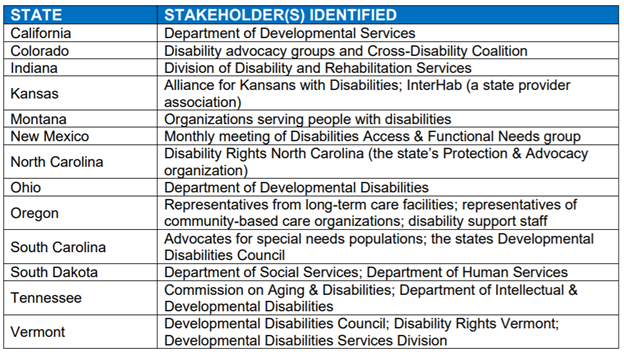 STATE STAKEHOLDER(S) IDENTIFIED
California Department of Developmental Services
Colorado Disability advocacy groups and Cross-Disability Coalition
Indiana Division of Disability and Rehabilitation Services
Kansas Alliance for Kansans with Disabilities; InterHab (a state provider
association)
Montana Organizations serving people with disabilities
New Mexico Monthly meeting of Disabilities Access & Functional Needs group
North Carolina Disability Rights North Carolina (the state’s Protection & Advocacy
organization)
Ohio Department of Developmental Disabilities
Oregon Representatives from long-term care facilities; representatives of
community-based care organizations; disability support staff
South Carolina Advocates for special needs populations; the states Developmental
Disabilities Council
South Dakota Department of Social Services; Department of Human Services
Tennessee Commission on Aging & Disabilities; Department of Intellectual &
Developmental Disabilities
Vermont Developmental Disabilities Council; Disability Rights Vermont;
Developmental Disabilities Services Division